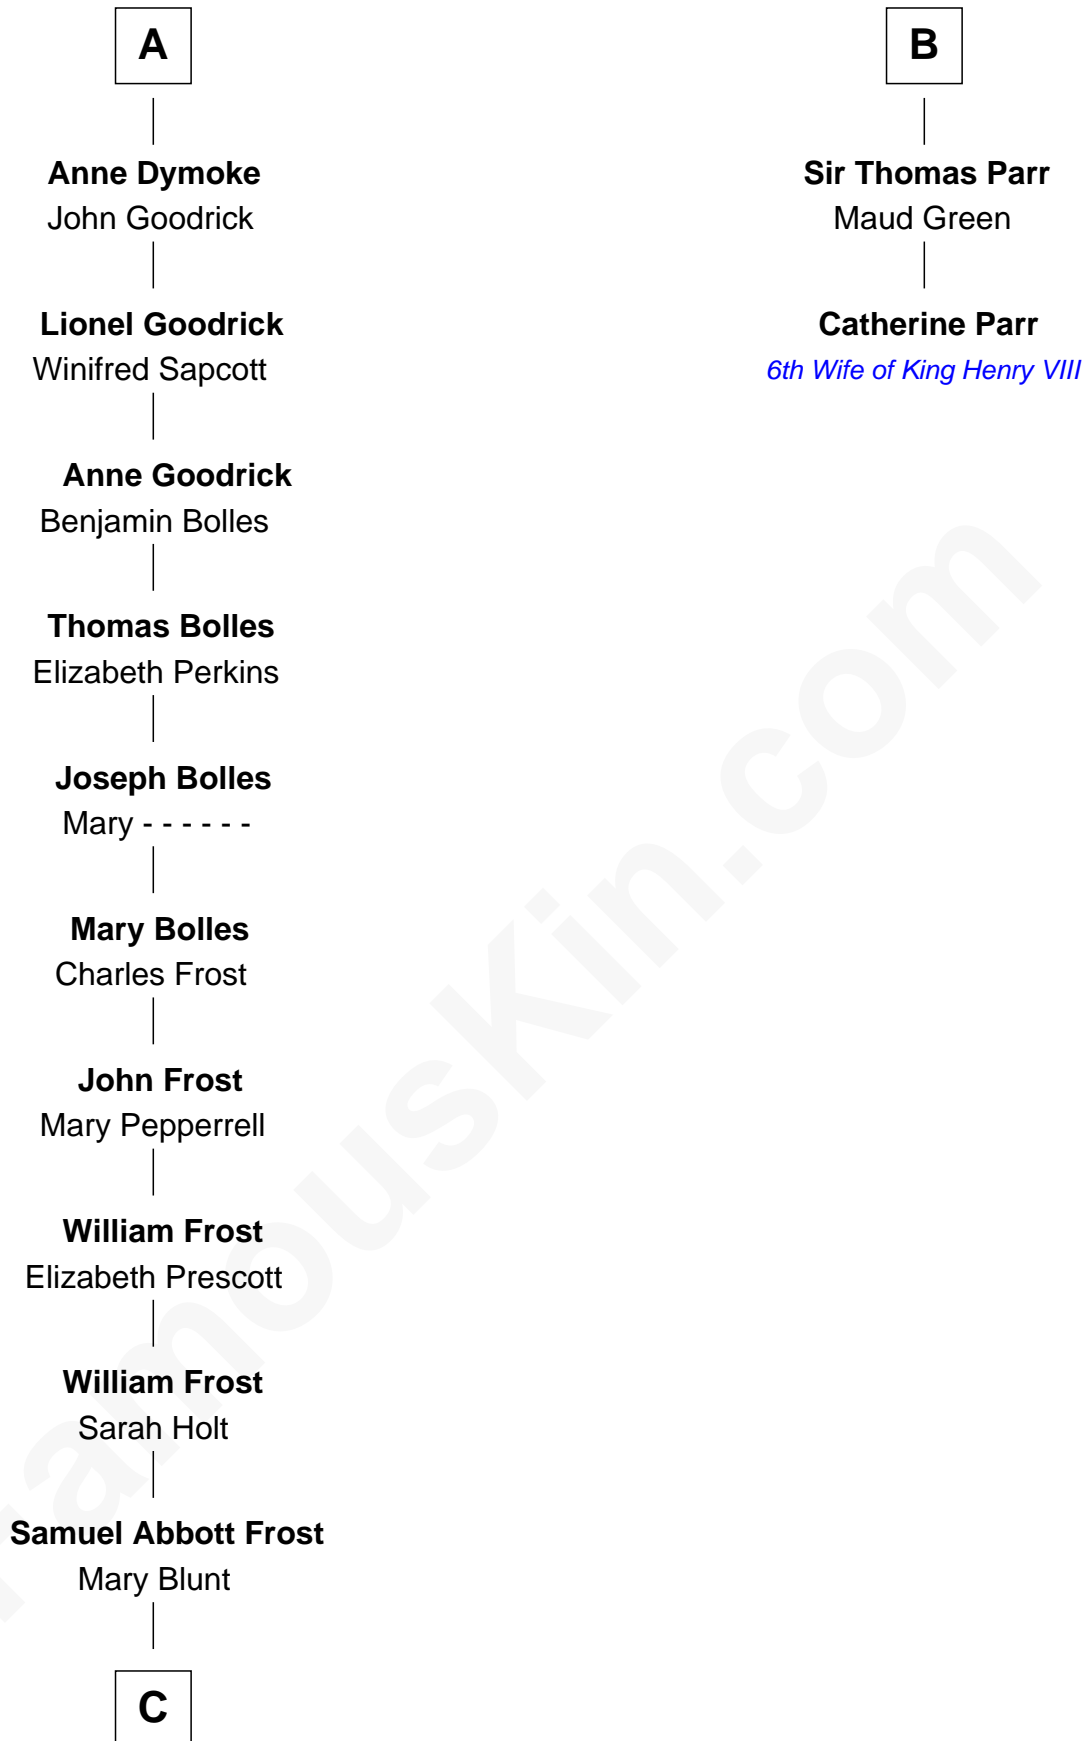 A
Anne Dymoke
John Goodrick
Lionel Goodrick
Winifred Sapcott
Anne Goodrick
Benjamin Bolles
Thomas Bolles
Elizabeth Perkins
Joseph Bolles
Mary - - - - - -
Mary Bolles
Charles Frost
John Frost
Mary Pepperrell
William Frost
Elizabeth Prescott
William Frost
Sarah Holt
Samuel Abbott Frost
Mary Blunt
C
B
Sir Thomas Parr
Maud Green
Catherine Parr
6th Wife of King Henry VIII
FamousKin.com